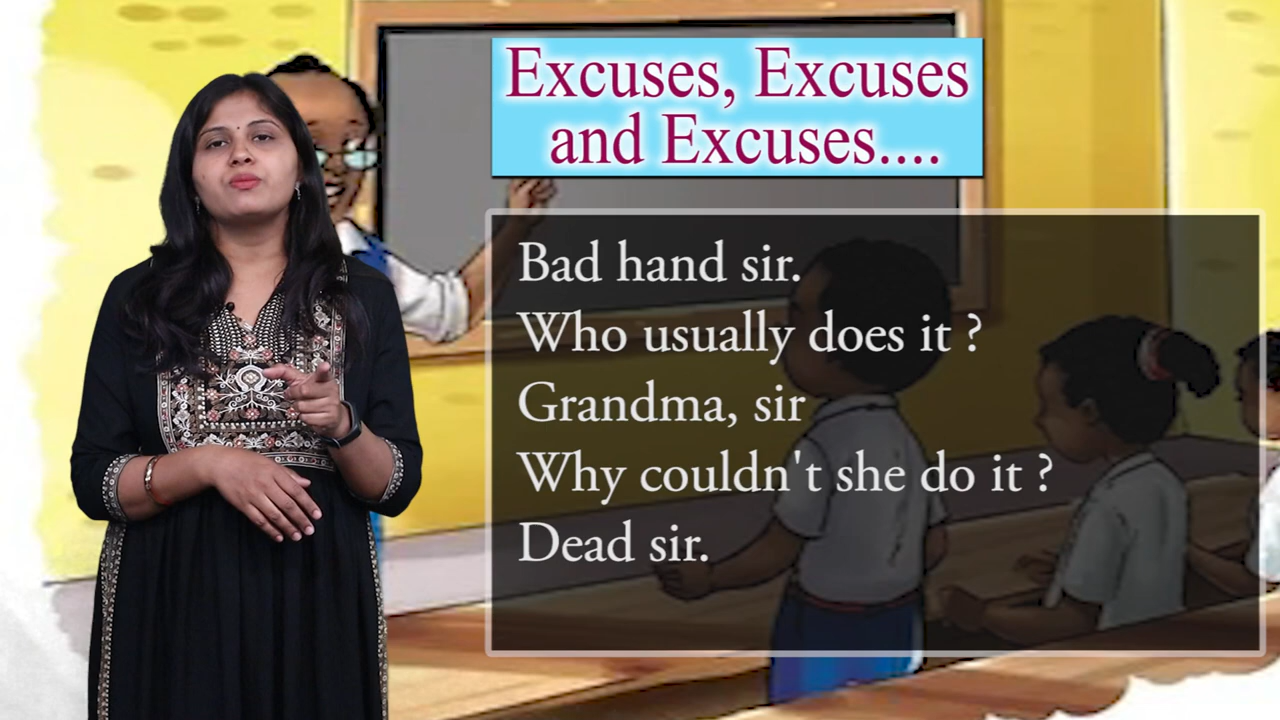 Excuses, Excuses
and Excuses....
Bad hand sir.
Who usually does it ?
Grandma, sir
Why couldn't she do it ?
Dead sir.